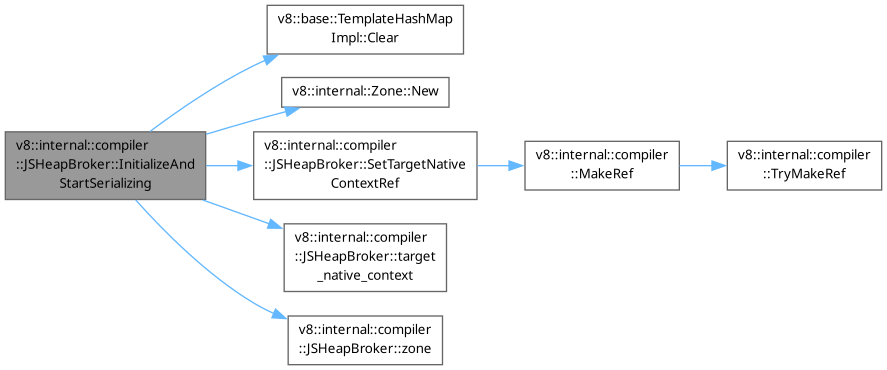 v8::base::TemplateHashMap
Impl::Clear
v8::internal::Zone::New
v8::internal::compiler
::JSHeapBroker::InitializeAnd
StartSerializing
v8::internal::compiler
::JSHeapBroker::SetTargetNative
ContextRef
v8::internal::compiler
::MakeRef
v8::internal::compiler
::TryMakeRef
v8::internal::compiler
::JSHeapBroker::target
_native_context
v8::internal::compiler
::JSHeapBroker::zone